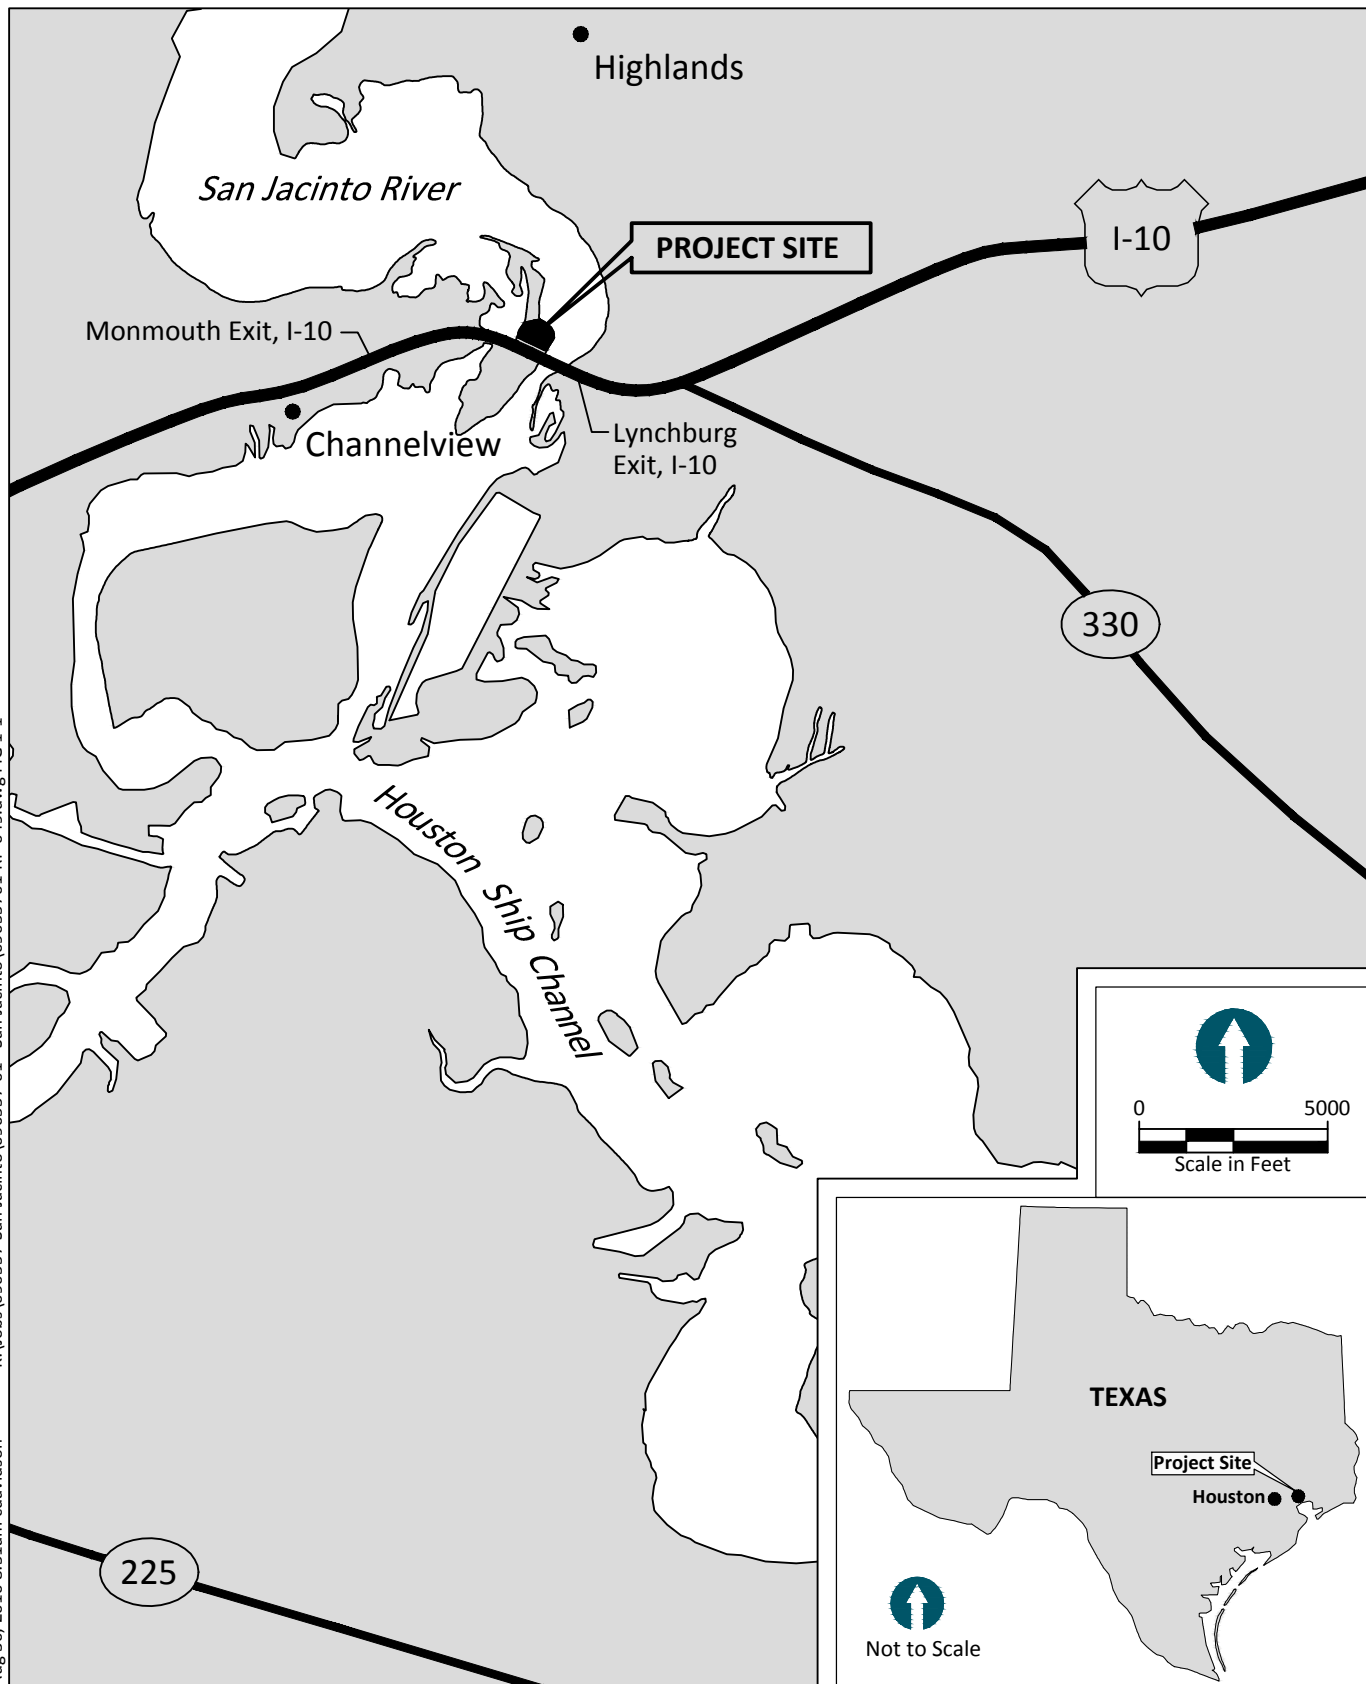 Highlands
San Jacinto River
PROJECT SITE
I-10
Monmouth Exit, I-10
Channelview
Lynchburg
Exit, I-10
330
Houston Ship Channel
0 5000
Scale in Feet
TEXAS
Project Site
Houston
225
Not to Scale